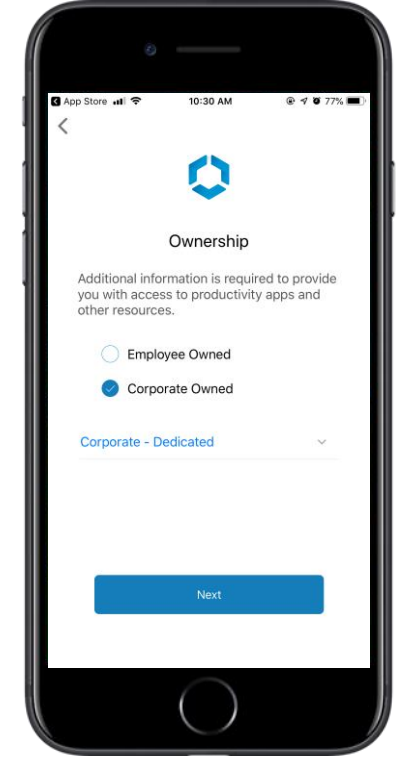 App Store 10:30 AM 77%
Ownership
Additional information is required to provide
you with access to productivity apps and
other resources.
Employee Owned
Corporate Owned
Corporate - Dedicated
Next